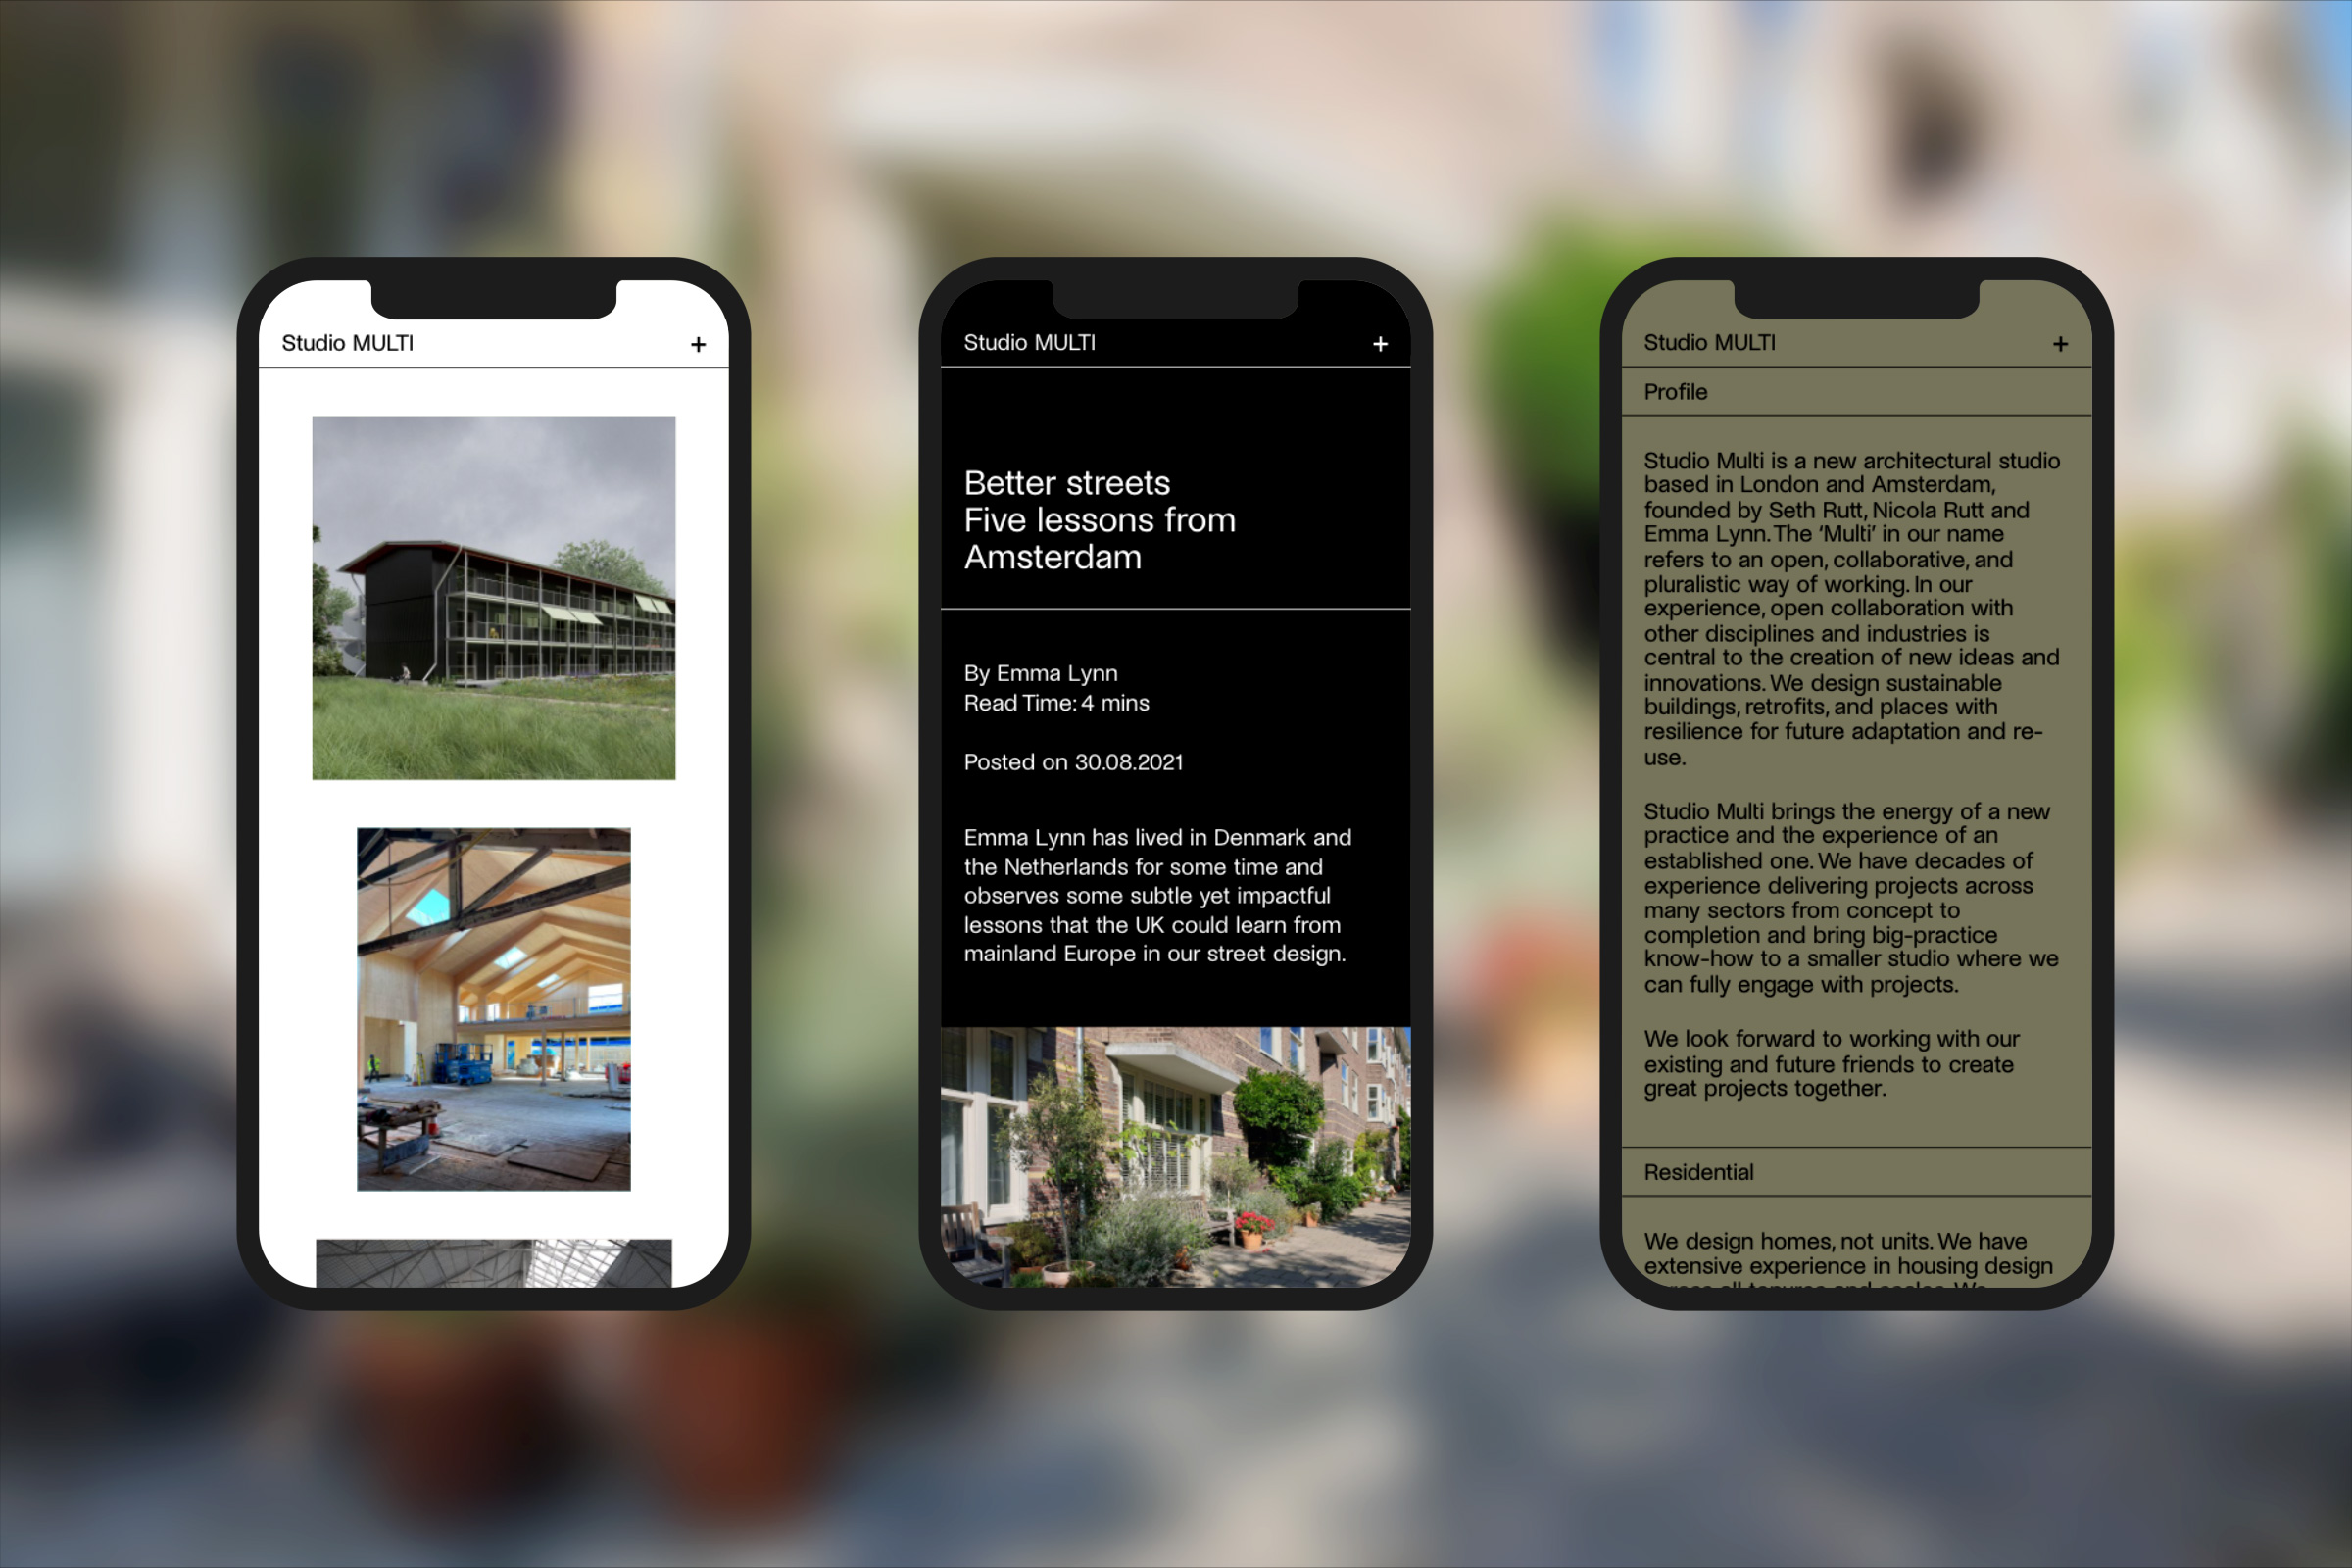 Studio MULTI +
Studio MULTI +
Better streets
Five lessons from
Amsterdam
By Emma Lynn
Read Time: 4 mins
Posted on 30.08.2021
Emma Lynn has lived in Denmark and
the Netherlands for some time and
observes some subtle yet impactful
lessons that the UK could learn from
mainland Europe in our street design.
Studio MULTI +
Profile
Studio Multi is a new architectural studio
based in London and Amsterdam,
founded by Seth Rutt, Nicola Rutt and
Emma Lynn. The ‘Multi’ in our name
refers to an open, collaborative, and
pluralistic way of working. In our
experience, open collaboration with
other disciplines and industries is
central to the creation of new ideas and
innovations. We design sustainable
buildings, retrofits, and places with
resilience for future adaptation and re-
use.
Studio Multi brings the energy of a new
practice and the experience of an
established one. We have decades of
experience delivering projects across
many sectors from concept to
completion and bring big-practice
know-how to a smaller studio where we
can fully engage with projects.
We look forward to working with our
existing and future friends to create
great projects together.
Residential
We design homes, not units. We have
extensive experience in housing design
all tenures and scales. We